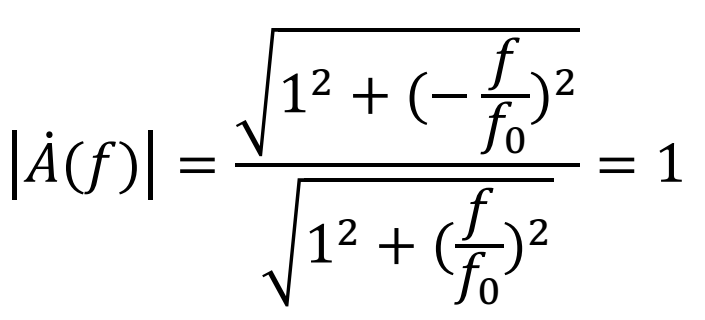 |Ȧ(f)| = √(1² + (−f/f₀)²) / √(1² + (f/f₀)²) = 1